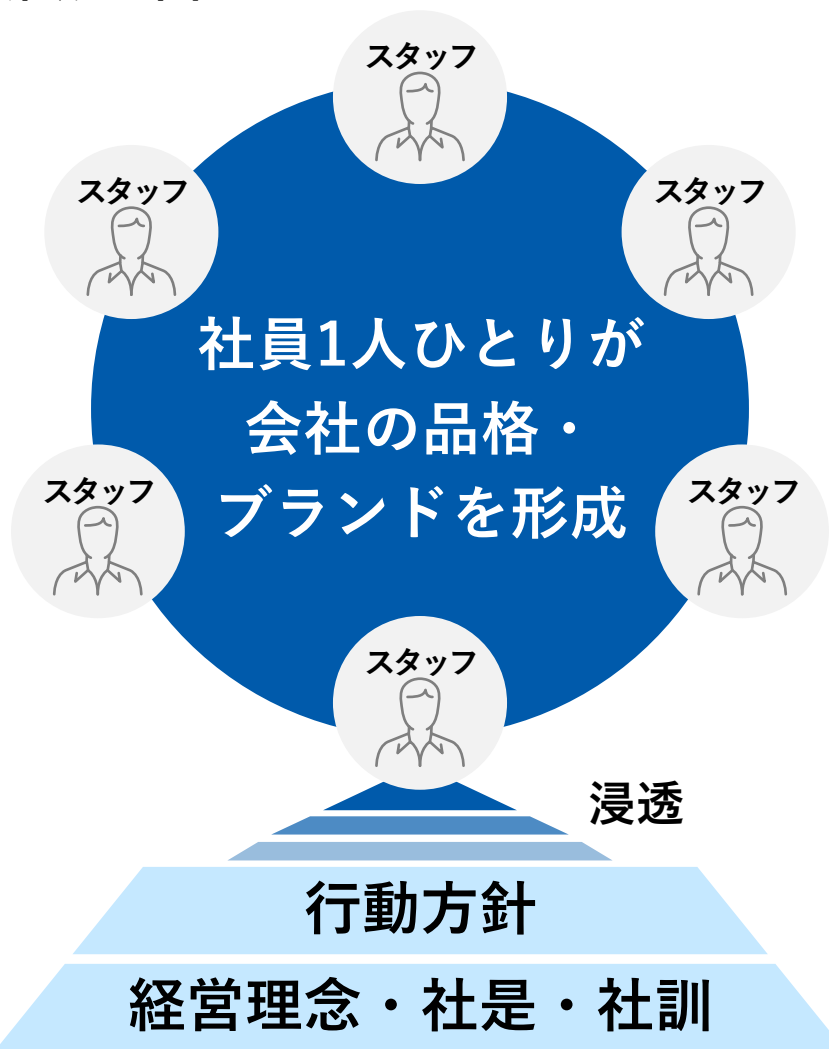 スタッフ
スタッフ
スタッフ
社員1人ひとりが
会社の品格・
ブランドを形成
スタッフ
スタッフ
スタッフ
浸透
行動方針
経営理念・社是・社訓